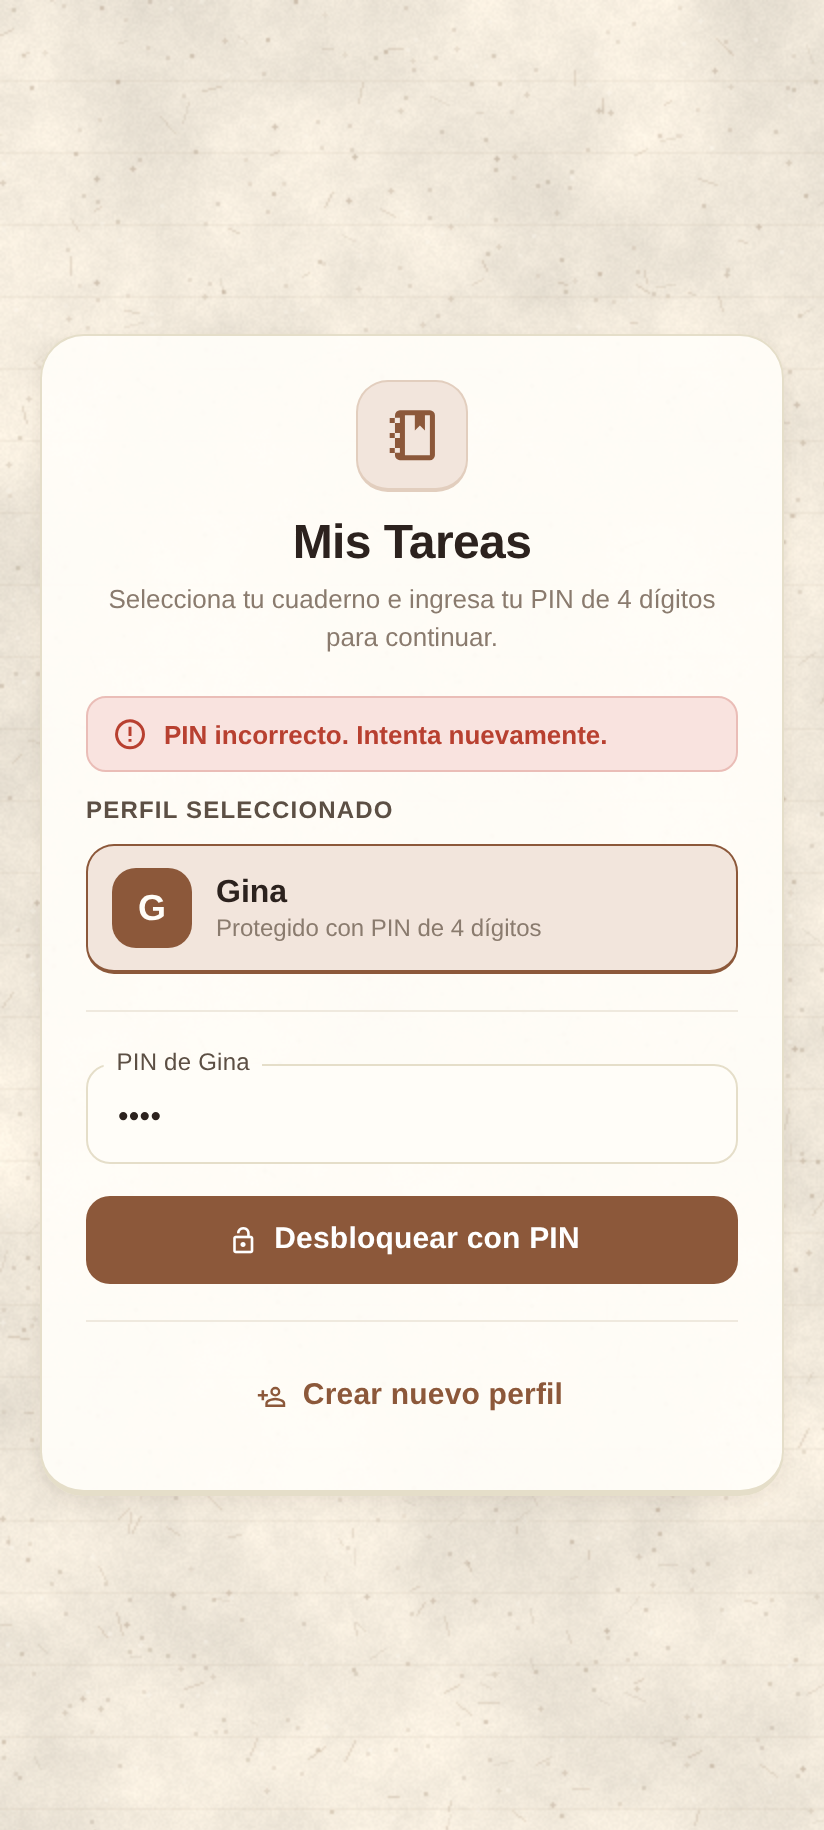 Mis Tareas
Selecciona tu cuaderno e ingresa tu PIN de 4 dígitos
para continuar.
PIN incorrecto. Intenta nuevamente.
PERFIL SELECCIONADO
G
Gina
Protegido con PIN de 4 dígitos
PIN de Gina
••••
Desbloquear con PIN
Crear nuevo perfil